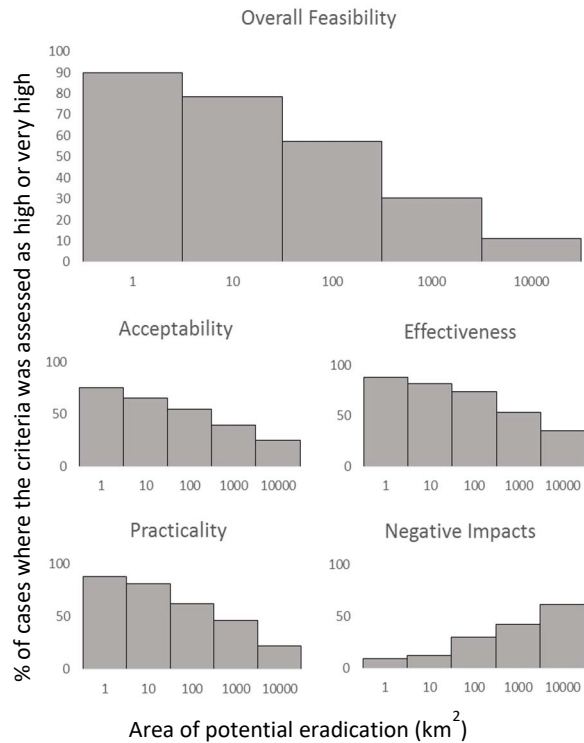 Overall Feasibility
100
90
80
70
60
50
40
30
20
10
0
1 10 100 1000 10000
% of cases where the criteria was assessed as high or very high
Acceptability
100
50
0
1 10 100 1000 10000
Effectiveness
100
50
0
1 10 100 1000 10000
Practicality
100
50
0
1 10 100 1000 10000
Negative Impacts
100
50
0
1 10 100 1000 10000
Area of potential eradication (km²)